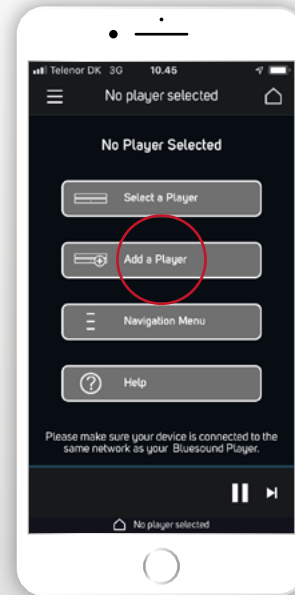 Telenor DK 3G 10.45
No player selected
No Player Selected
Select a Player
Add a Player
Navigation Menu
Help
Please make sure your device is connected to the
same network as your Bluesound Player.
No player selected